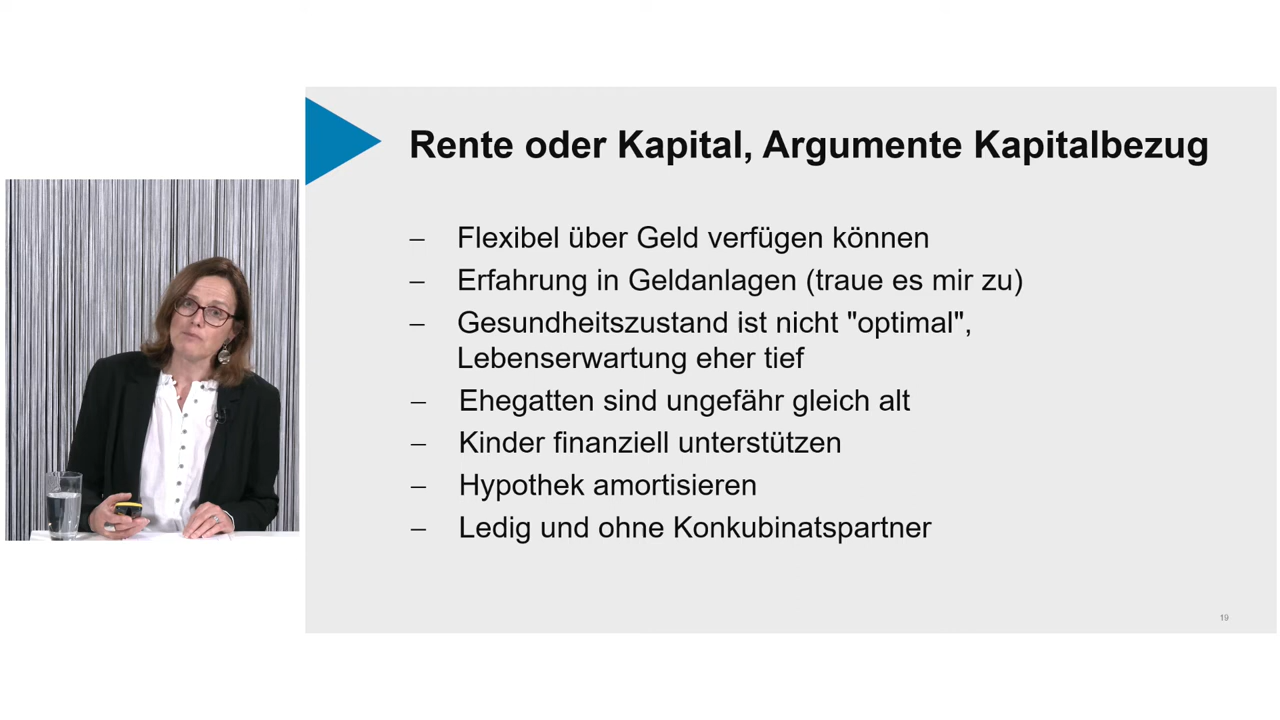 Rente oder Kapital, Argumente Kapitalbezug
– Flexibel über Geld verfügen können
– Erfahrung in Geldanlagen (traue es mir zu)
– Gesundheitszustand ist nicht "optimal",
Lebenserwartung eher tief
– Ehegatten sind ungefähr gleich alt
– Kinder finanziell unterstützen
– Hypothek amortisieren
– Ledig und ohne Konkubinatspartner
19